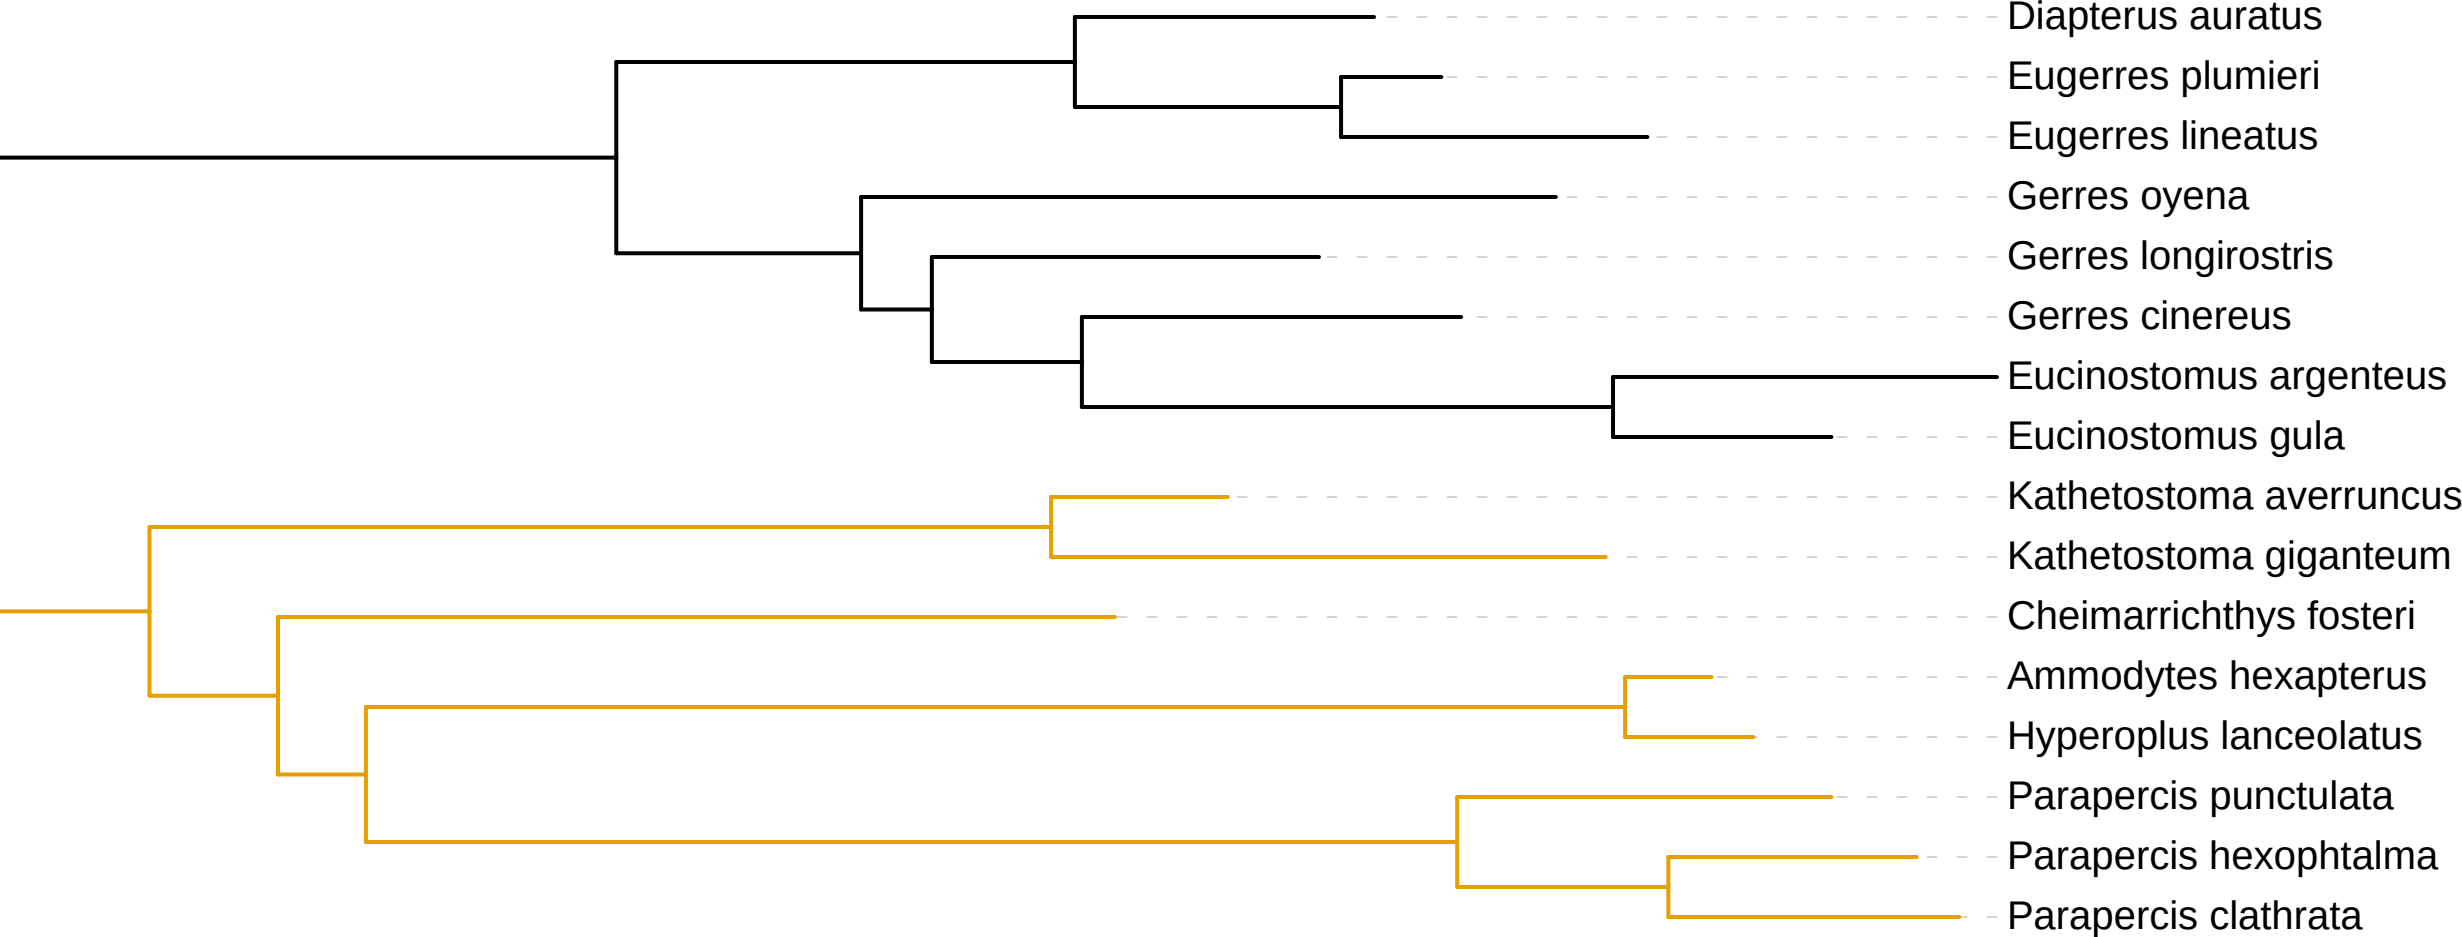 Diapterus auratus
Eugerres plumieri
Eugerres lineatus
Gerres oyena
Gerres longirostris
Gerres cinereus
Eucinostomus argenteus
Eucinostomus gula
Kathetostoma averruncus
Kathetostoma giganteum
Cheimarrichthys fosteri
Ammodytes hexapterus
Hyperoplus lanceolatus
Parapercis punctulata
Parapercis hexophtalma
Parapercis clathrata